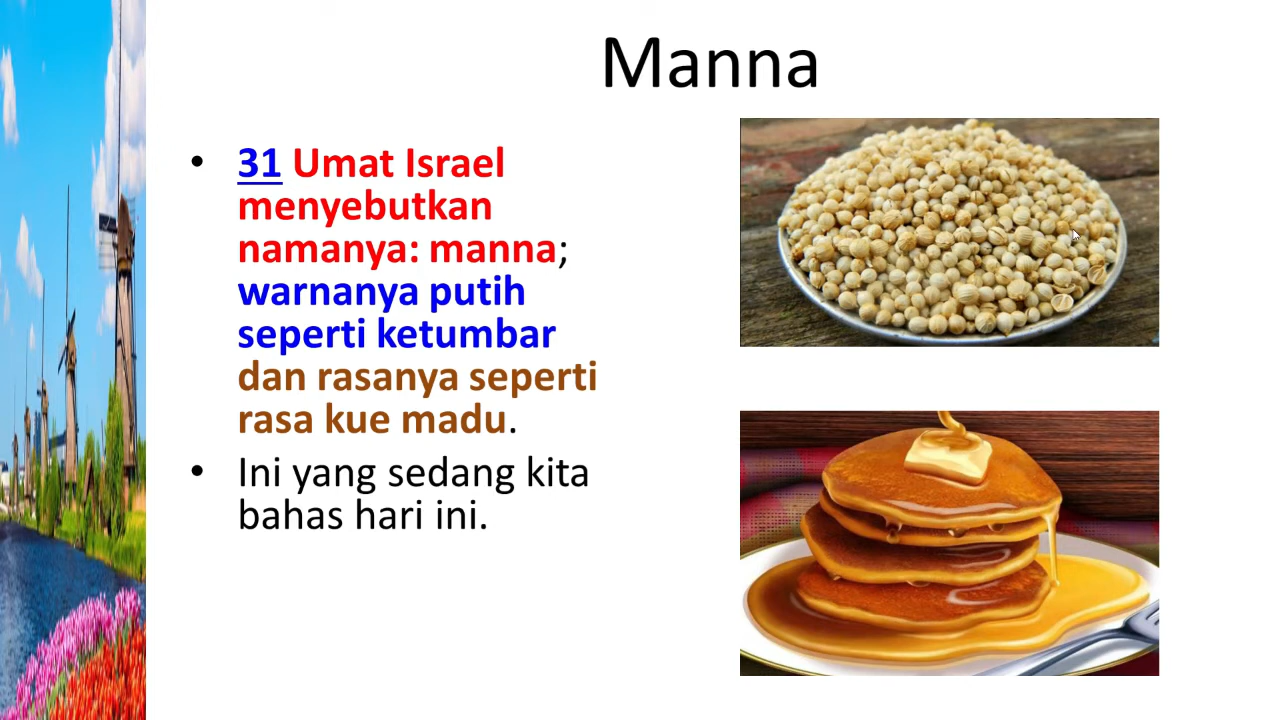 Manna
• 31 Umat Israel
menyebutkan
namanya: manna;
warnanya putih
seperti ketumbar
dan rasanya seperti
rasa kue madu.
• Ini yang sedang kita
bahas hari ini.